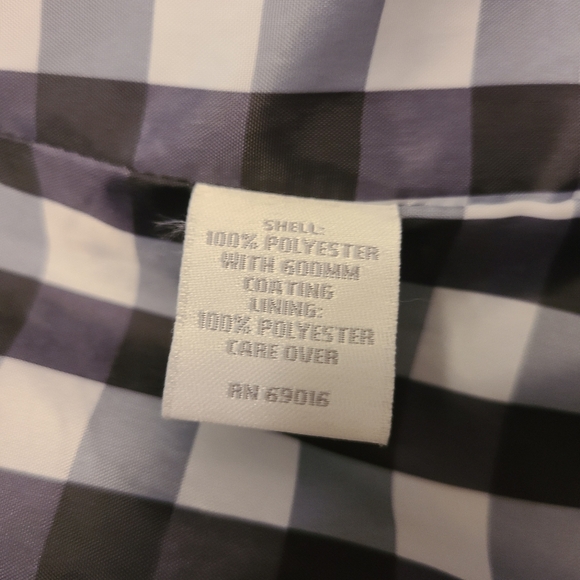 SHELL:
100% POLYESTER
WITH 600MM
COATING
LINING:
100% POLYESTER
CARE OVER
RN 69016